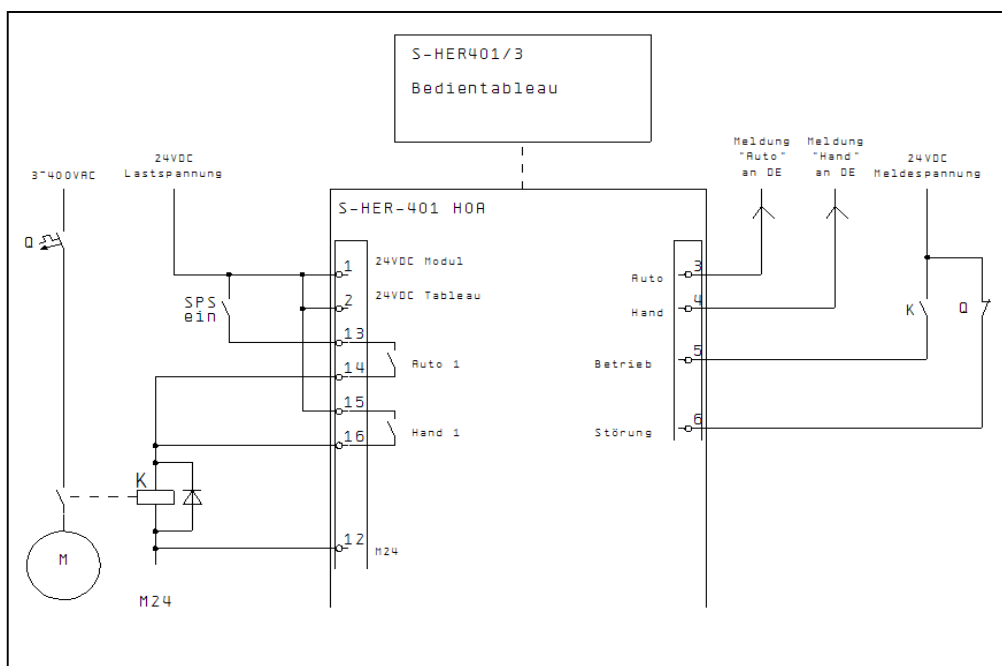 S-HER401/3
Bedientableau
3~400VAC
24VDC
Lastspannung
Meldung
"Auto"
an DE
Meldung
"Hand"
an DE
24VDC
Meldespannung
S-HER-401 HOA
Q
1
24VDC Modul
2
24VDC Tableau
SPS
ein
13
14
Auto 1
15
16
Hand 1
K
12
M24
M
M24
3
Auto
4
Hand
5
Betrieb
6
Störung
K
Q